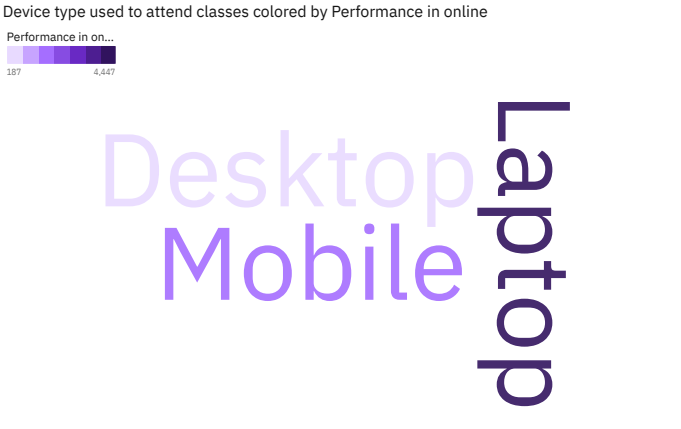 Device type used to attend classes colored by Performance in online
Performance in on...
187 4,447
Desktop
Mobile
Laptop